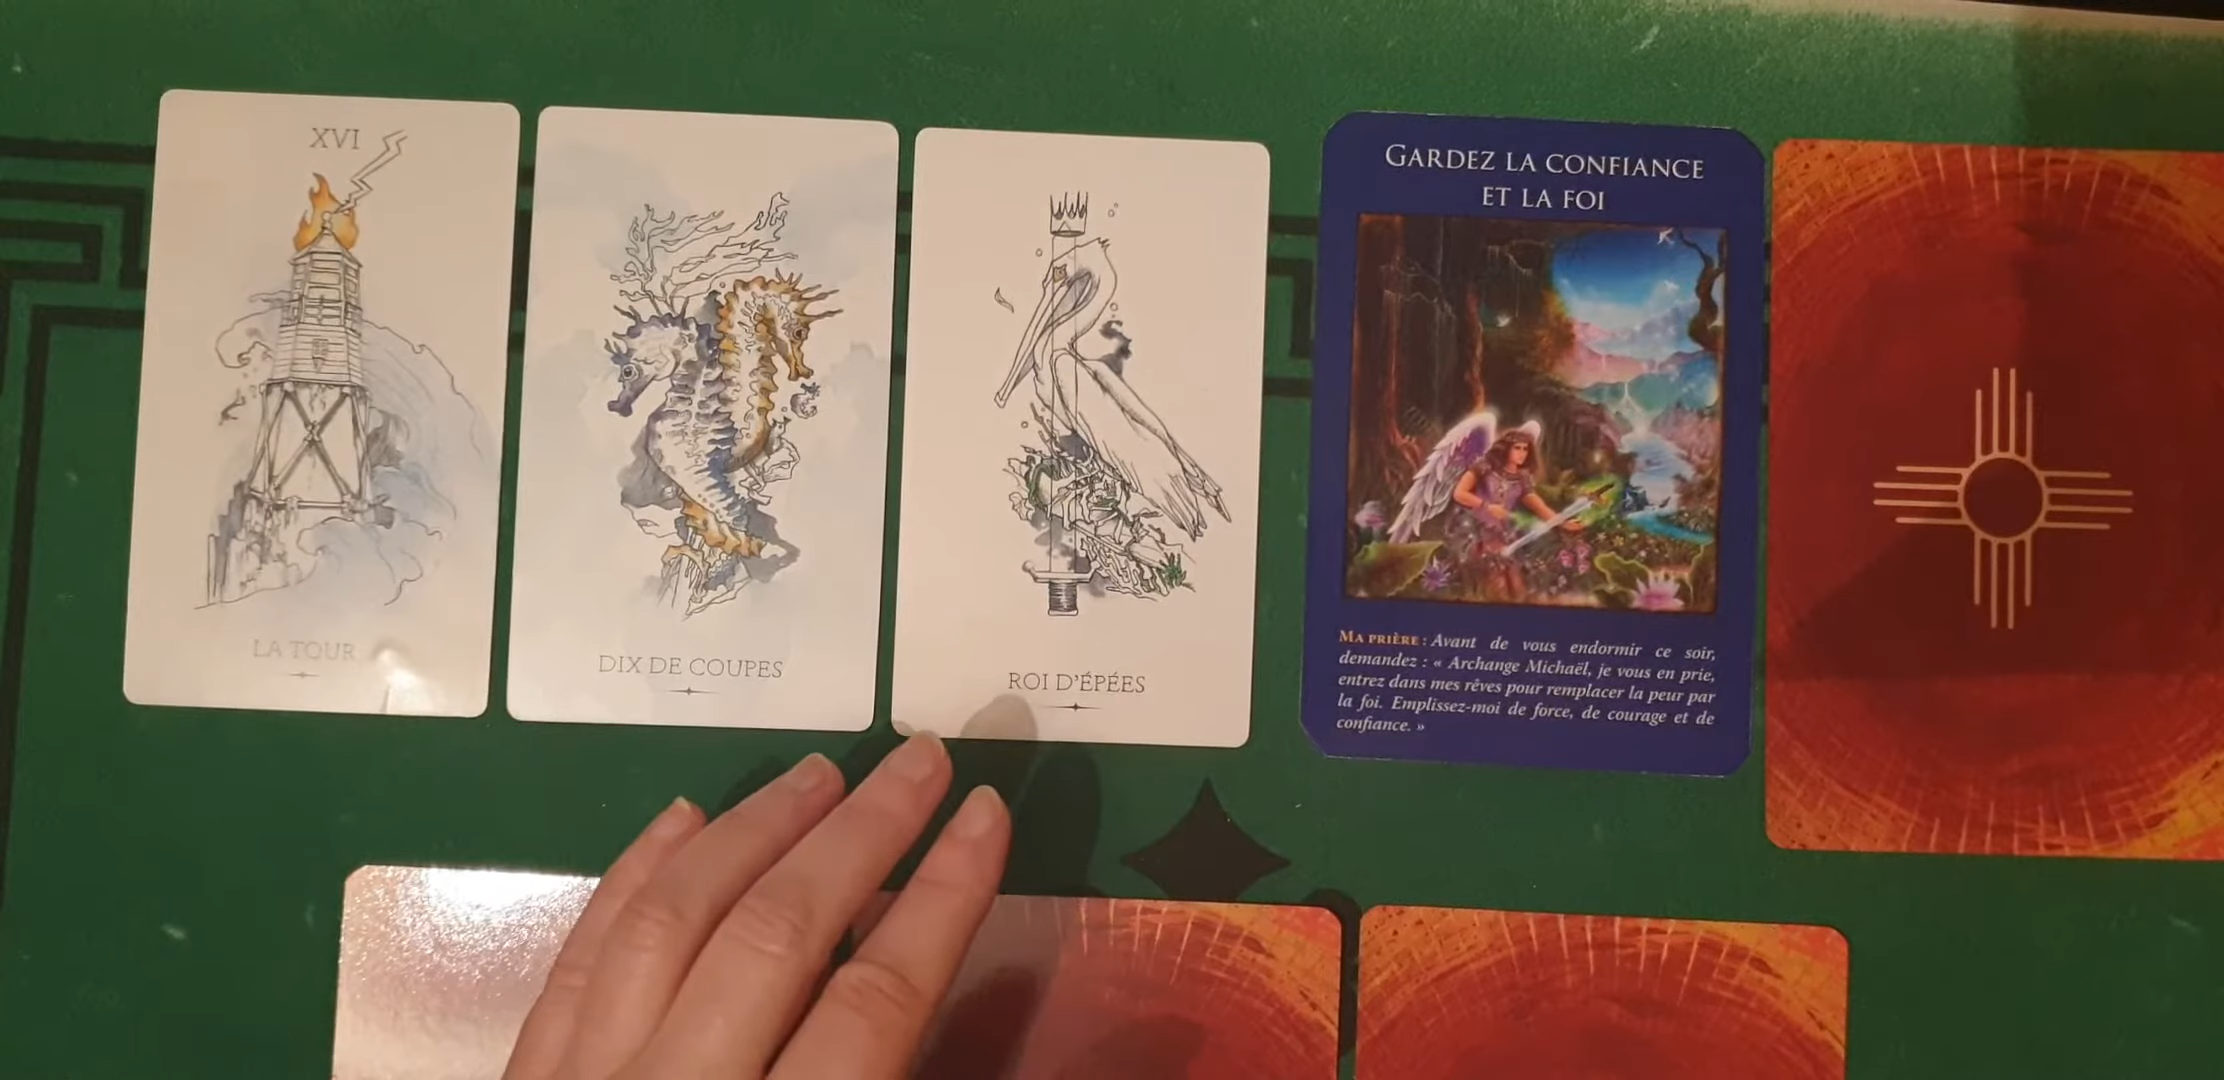 XVI
LA TOUR
DIX DE COUPES
ROI D'ÉPÉES
GARDEZ LA CONFIANCE
ET LA FOI
MA PRIÈRE : Avant de vous endormir ce soir,
demandez : « Archange Michaël, je vous en prie,
entrez dans mes rêves pour remplacer la peur par
la foi. Emplissez-moi de force, de courage et de
confiance. »